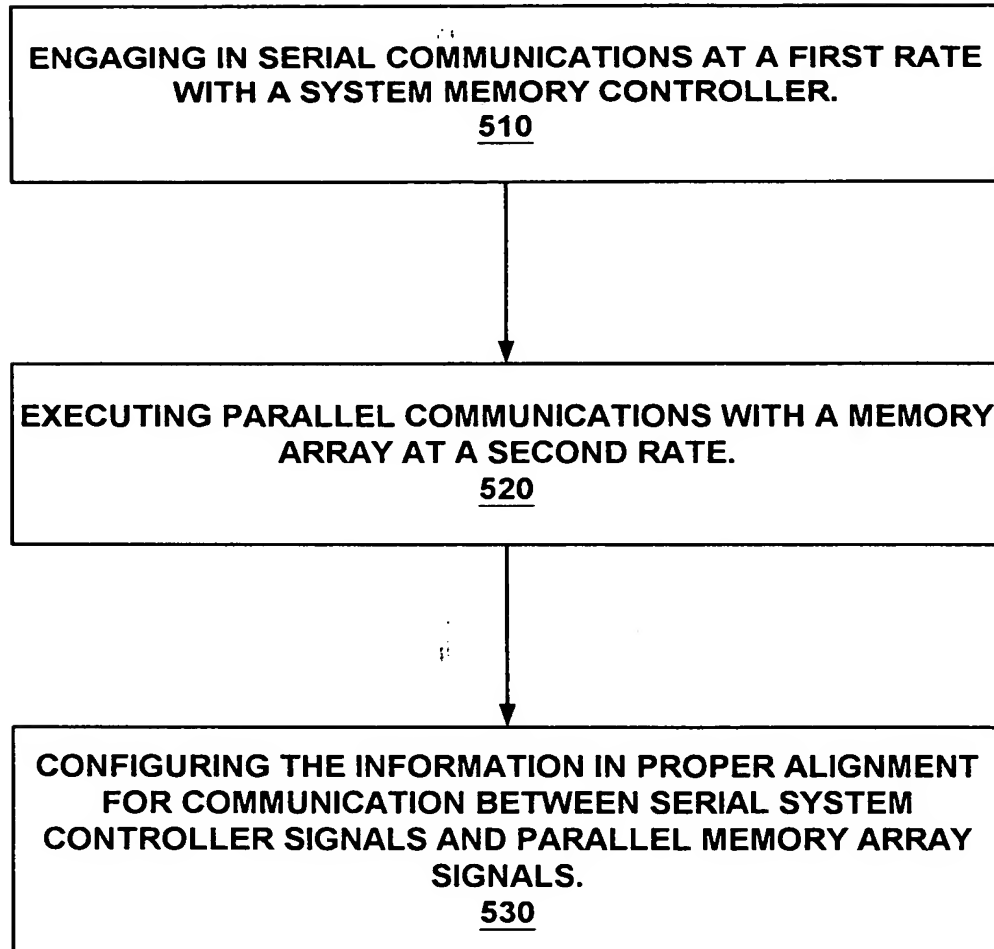 ENGAGING IN SERIAL COMMUNICATIONS AT A FIRST RATE
WITH A SYSTEM MEMORY CONTROLLER.
510
EXECUTING PARALLEL COMMUNICATIONS WITH A MEMORY
ARRAY AT A SECOND RATE.
520
CONFIGURING THE INFORMATION IN PROPER ALIGNMENT
FOR COMMUNICATION BETWEEN SERIAL SYSTEM
CONTROLLER SIGNALS AND PARALLEL MEMORY ARRAY
SIGNALS.
530